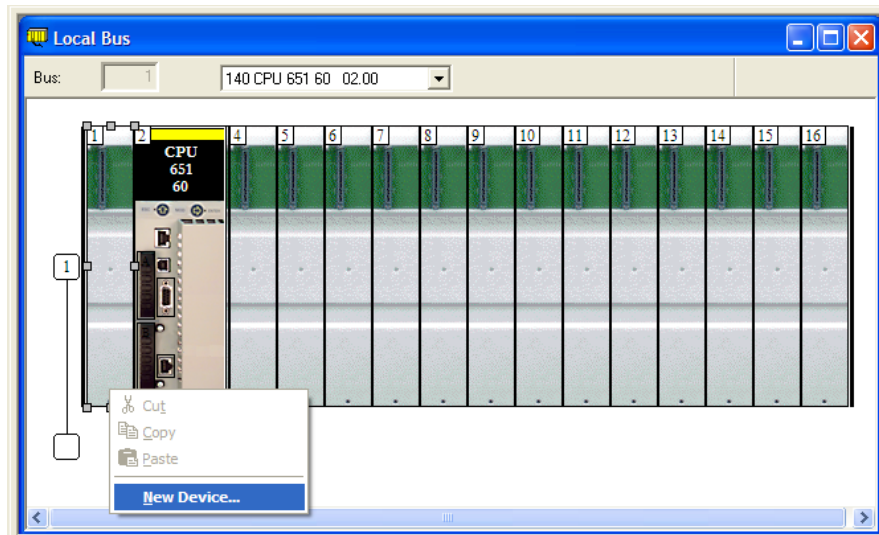 Local Bus
Bus: 1 140 CPU 651 60 02.00
1 2 4 5 6 7 8 9 10 11 12 13 14 15 16
CPU
651
60
1
A
B
Cut
Copy
Paste
New Device...